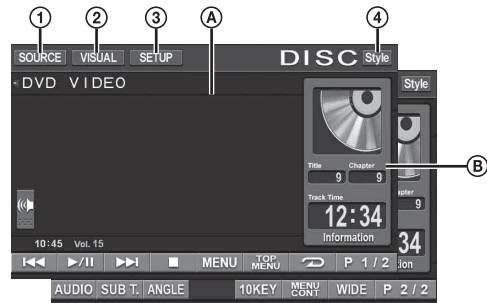 1 2 3 A 4
SOURCE VISUAL SETUP DISC Style
DVD VIDEO
Style
B
Title Chapter
9 9
apter
9
Track Time
12:34
34
Information
tion
10:45 Vol. 15
MENU TOP MENU P 1/2
AUDIO SUB T. ANGLE 10KEY MENU CONT WIDE P 2/2